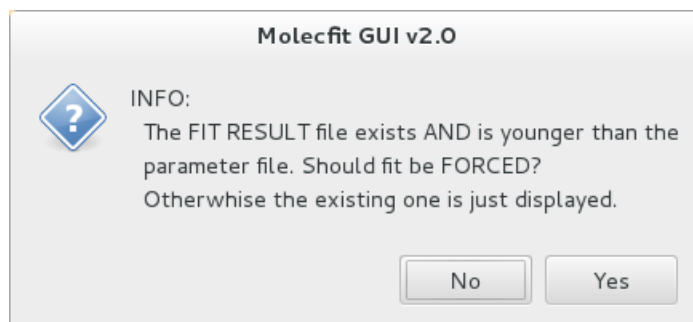 Molecfit GUI v2.0
?
INFO:
The FIT RESULT file exists AND is younger than the
parameter file. Should fit be FORCED?
Otherwhise the existing one is just displayed.
No Yes